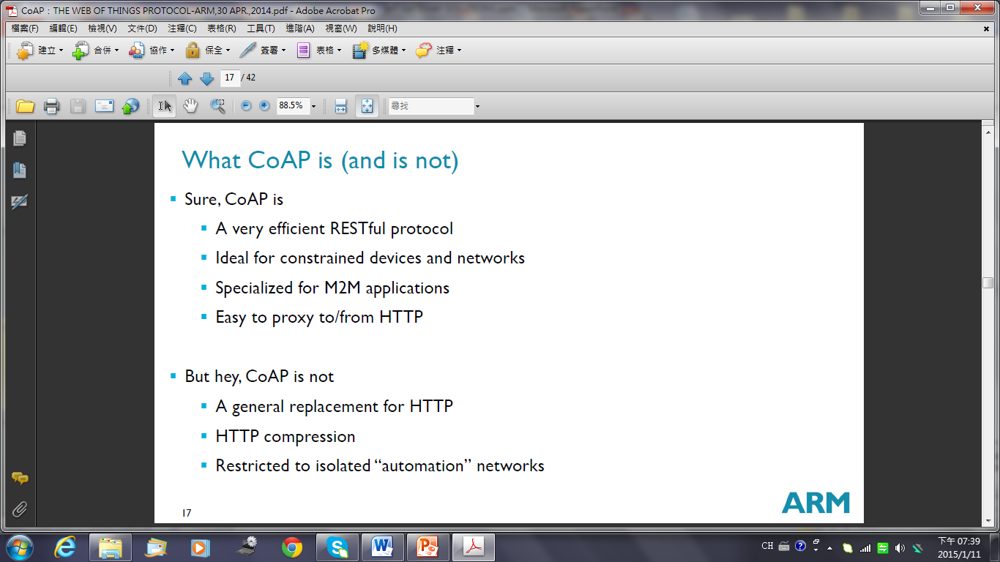 CoAP：THE WEB OF THINGS PROTOCOL-ARM,30 APR.,2014.pdf - Adobe Acrobat Pro
檔案(F) 編輯(E) 檢視(V) 文件(D) 注釋(C) 表格(R) 工具(T) 進階(A) 視窗(W) 說明(H)
建立 合併 協作 保全 簽署 表格 多媒體 注釋
17 / 42
88.5% 尋找
What CoAP is (and is not)
Sure, CoAP is
A very efficient RESTful protocol
Ideal for constrained devices and networks
Specialized for M2M applications
Easy to proxy to/from HTTP
But hey, CoAP is not
A general replacement for HTTP
HTTP compression
Restricted to isolated “automation” networks
17
ARM
CH
下午 07:39
2015/1/11